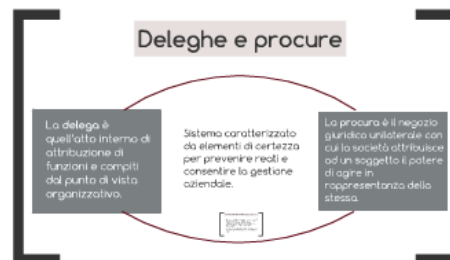 Deleghe e procure
La delega è
quell'atto interno di
attribuzione di
funzioni e compiti
dal punto di vista
organizzativo.
Sistema caratterizzato
da elementi di certezza
per prevenire reati e
consentire la gestione
aziendale.
La procura è il negozio
giuridico unilaterale con
cui la società attribuisce
ad un soggetto il potere
di agire in
rappresentanza della
stessa